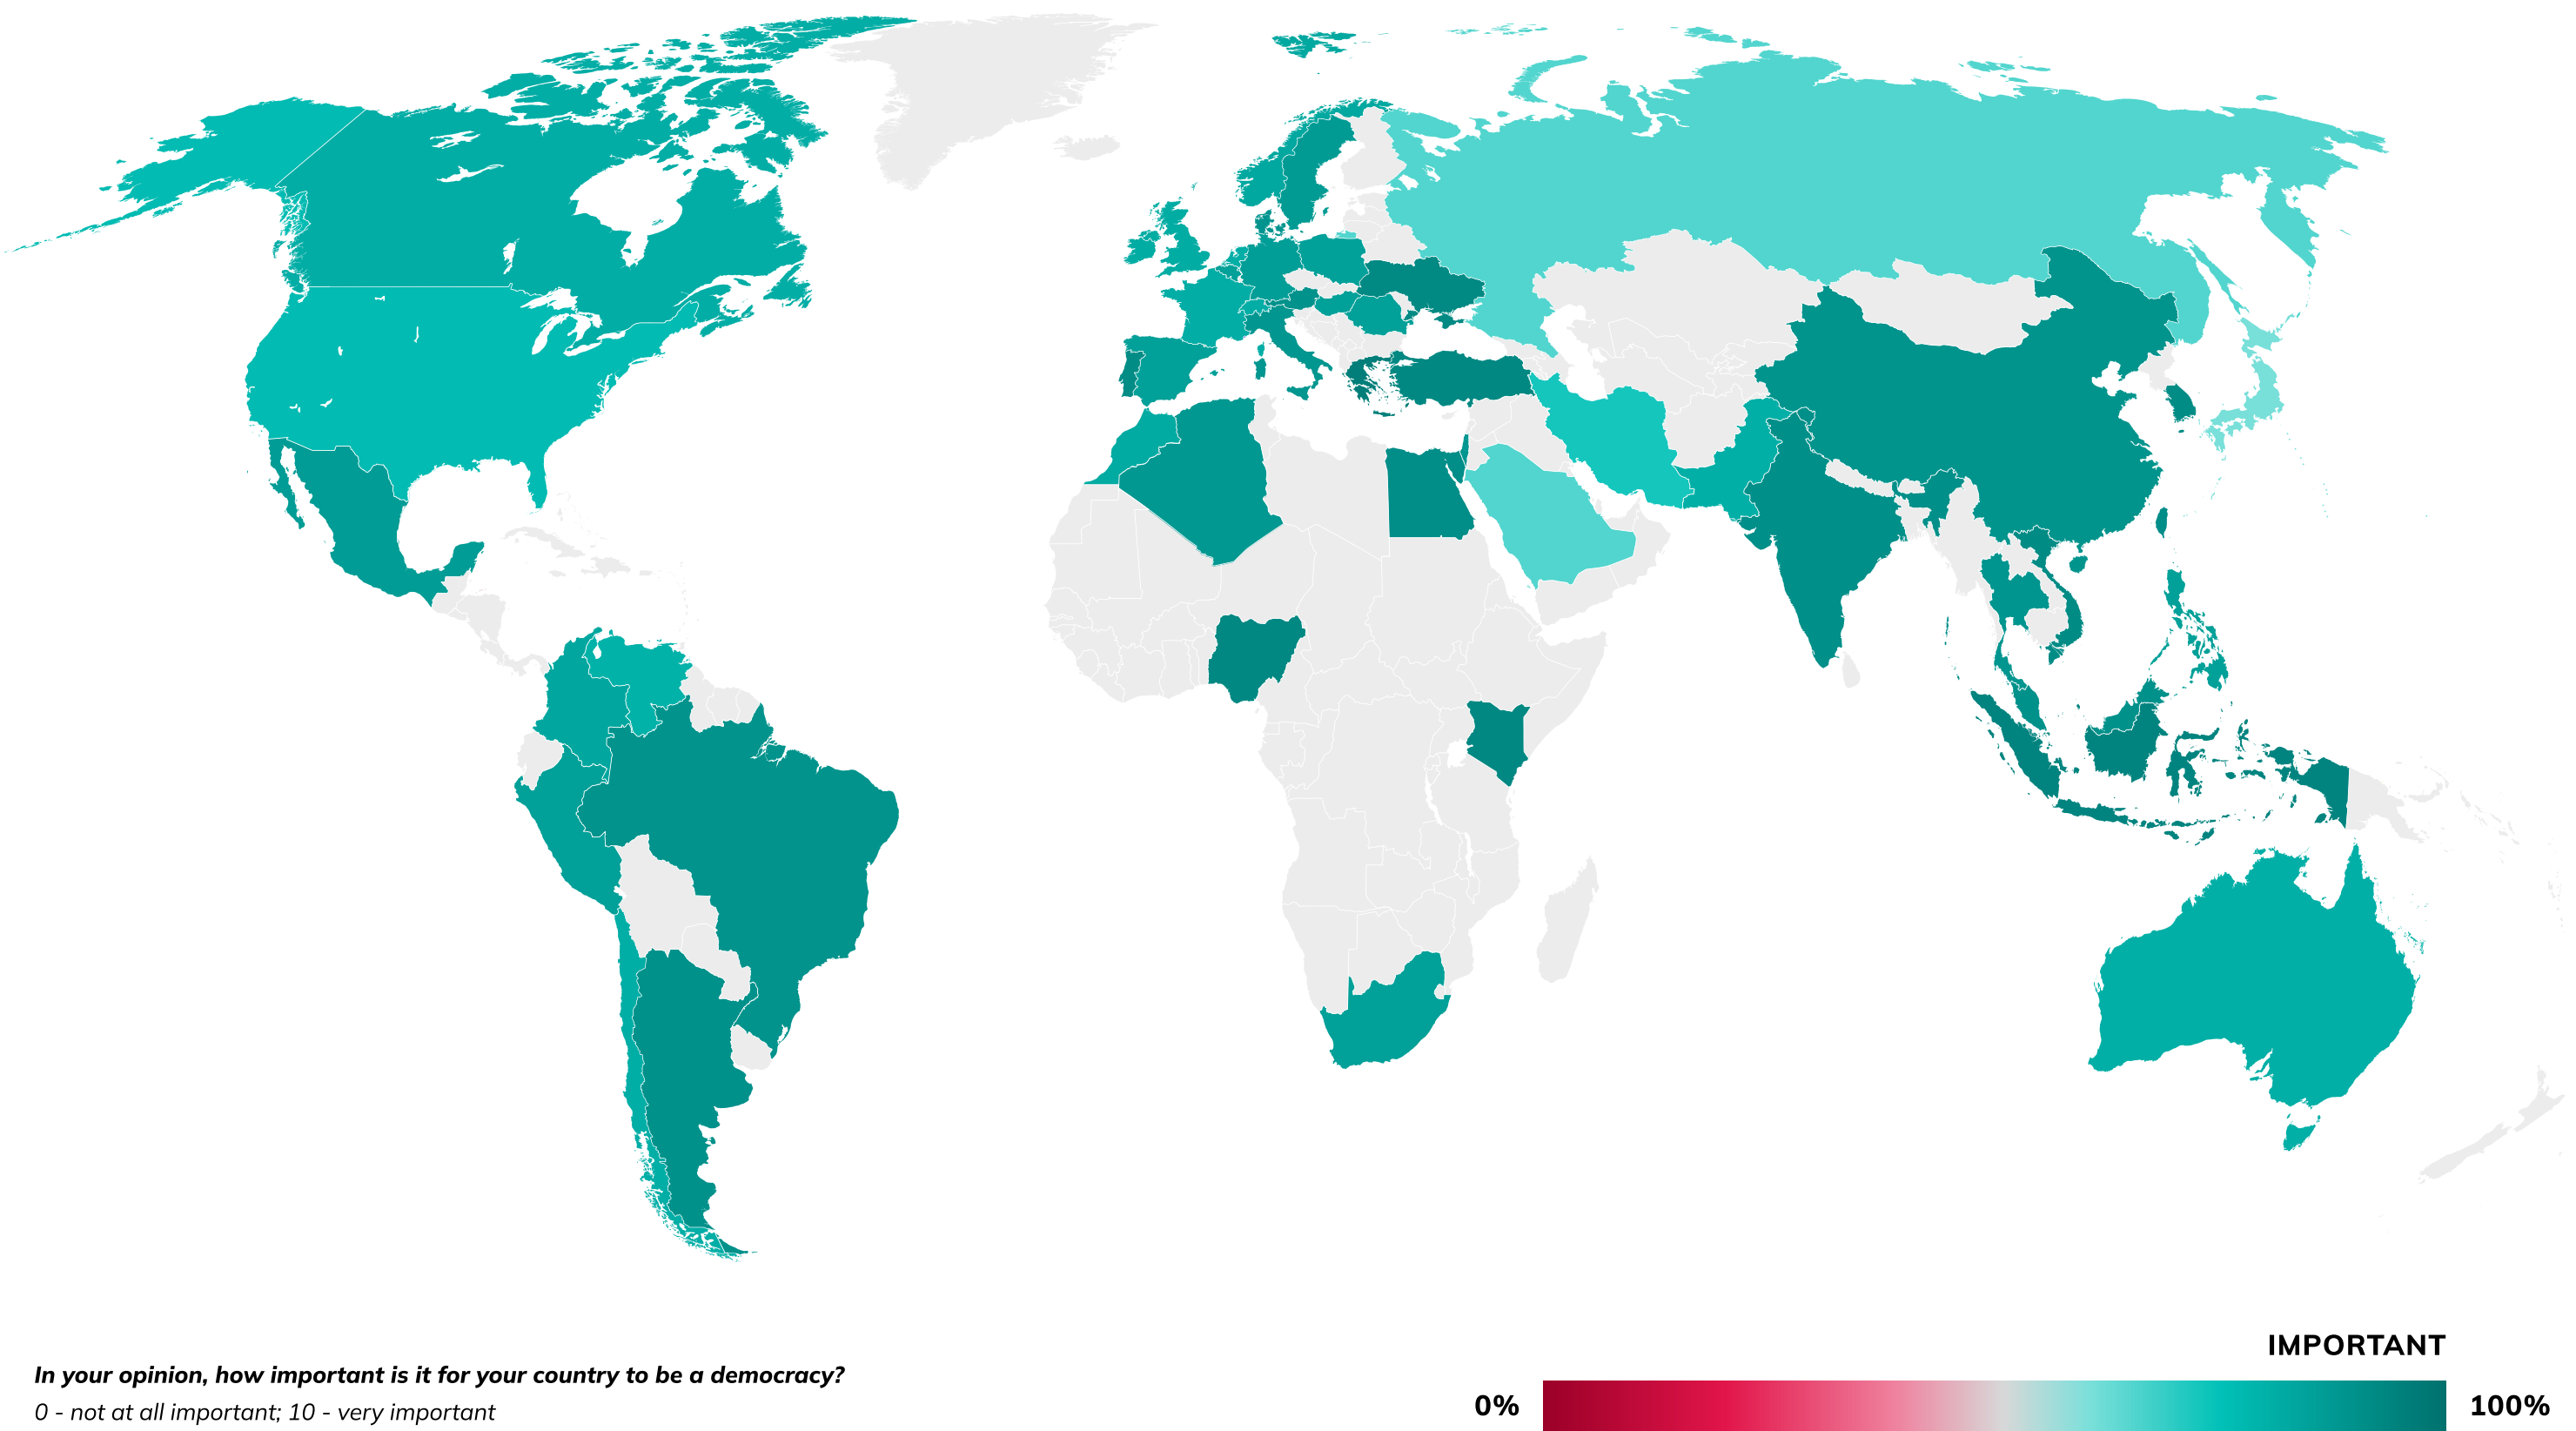 IMPORTANT
In your opinion, how important is it for your country to be a democracy?
0 - not at all important; 10 - very important
0%
100%